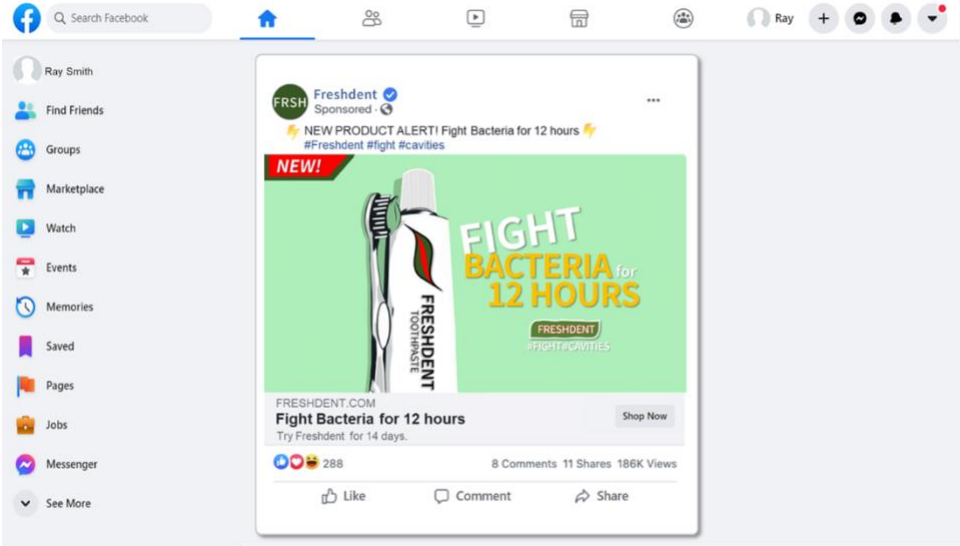 Search Facebook
Ray
Ray Smith
Find Friends
Groups
Marketplace
Watch
Events
Memories
Saved
Pages
Jobs
Messenger
See More
FRSH
Freshdent
Sponsored ·
NEW PRODUCT ALERT! Fight Bacteria for 12 hours
#Freshdent #fight #cavities
NEW!
FRESHDENT
TOOTHPASTE
FIGHT
BACTERIA for
12 HOURS
FRESHDENT
#FIGHT#CAVITIES
FRESHDENT.COM
Fight Bacteria for 12 hours
Try Freshdent for 14 days.
Shop Now
288
8 Comments 11 Shares 186K Views
Like
Comment
Share